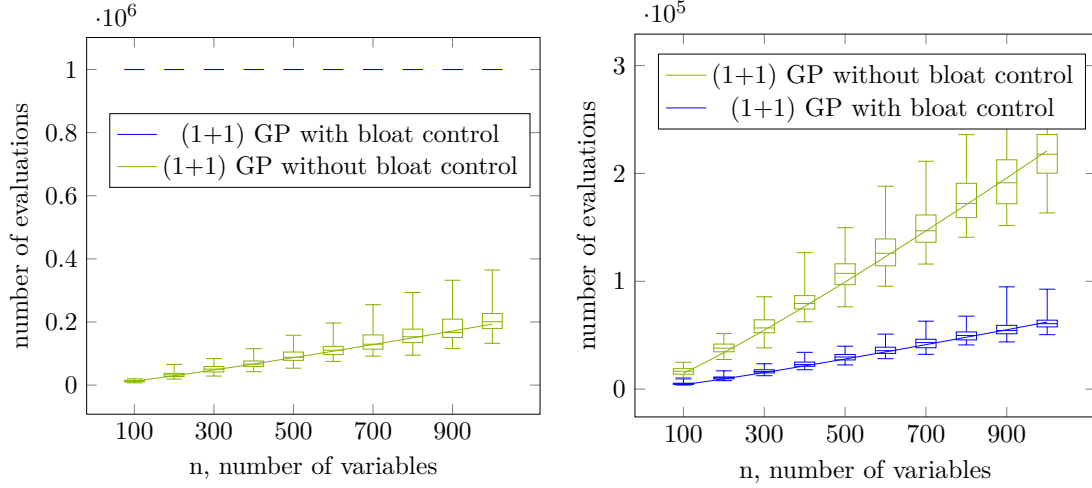 ·10^6
1
0.8
0.6
0.4
0.2
0
number of evaluations
(1+1) GP with bloat control
(1+1) GP without bloat control
100 300 500 700 900
n, number of variables
·10^5
3
2
1
0
number of evaluations
(1+1) GP without bloat control
(1+1) GP with bloat control
100 300 500 700 900
n, number of variables